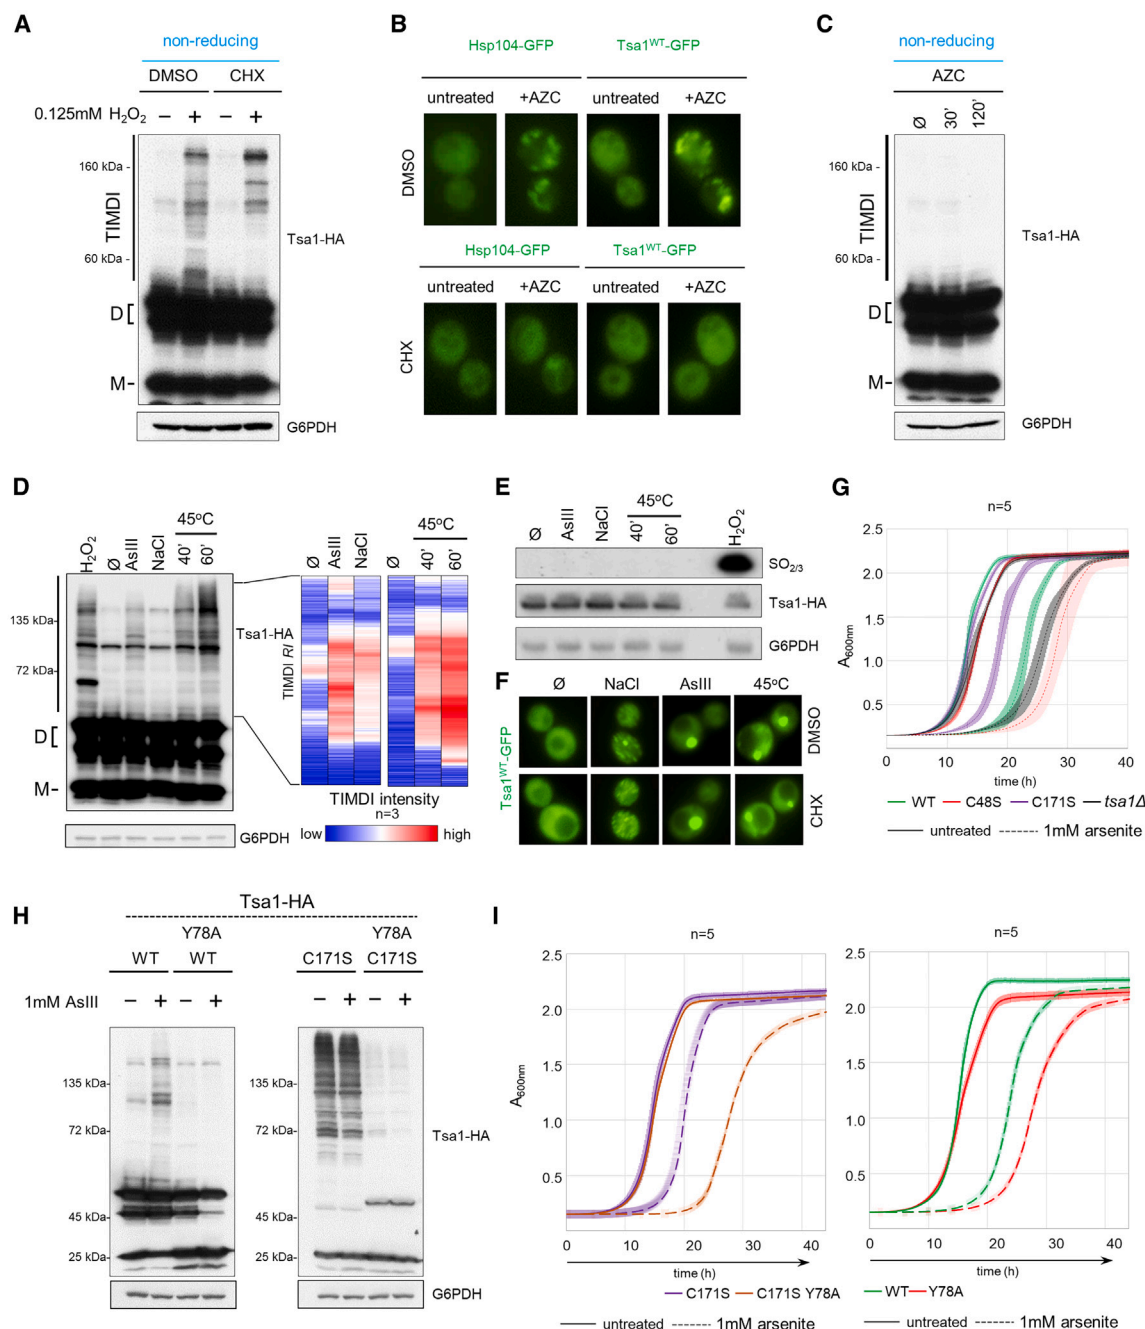 A
non-reducing
DMSO CHX
0.125mM H₂O₂ – + – +
160 kDa -
TIMDI
Tsa1-HA
60 kDa -
D
M-
G6PDH
B
Hsp104-GFP Tsa1ᵂᵀ-GFP
untreated +AZC untreated +AZC
DMSO
Hsp104-GFP Tsa1ᵂᵀ-GFP
untreated +AZC untreated +AZC
CHX
C
non-reducing
AZC
Ø 30' 120'
160 kDa -
TIMDI
Tsa1-HA
60 kDa -
D
M-
G6PDH
D
45°C
H₂O₂ Ø AsIII NaCl 40' 60'
135 kDa-
Tsa1-HA
72 kDa-
D
M-
G6PDH
45°C
Ø AsIII NaCl Ø 40' 60'
TIMDI RI
TIMDI intensity
n=3
low high
E
45°C
Ø AsIII NaCl 40' 60' H₂O₂
SO₂/₃
Tsa1-HA
G6PDH
F
Ø NaCl AsIII 45°C
Tsa1ᵂᵀ-GFP
DMSO
CHX
G
n=5
2.5
2.0
1.5
1.0
0.5
A₆₀₀ₙₘ
0 10 20 30 40
time (h)
WT C48S C171S tsa1Δ
untreated 1mM arsenite
H
Tsa1-HA
Y78A Y78A
WT WT C171S C171S
1mM AsIII – + – + – + – +
135 kDa- 135 kDa-
72 kDa- 72 kDa-
Tsa1-HA
45 kDa- 45 kDa-
25 kDa- 25 kDa-
G6PDH
I
n=5 n=5
2.5 2.5
2.0 2.0
1.5 1.5
1.0 1.0
0.5 0.5
A₆₀₀ₙₘ
0 10 20 30 40 0 10 20 30 40
time (h) time (h)
C171S C171S Y78A WT Y78A
untreated 1mM arsenite untreated 1mM arsenite